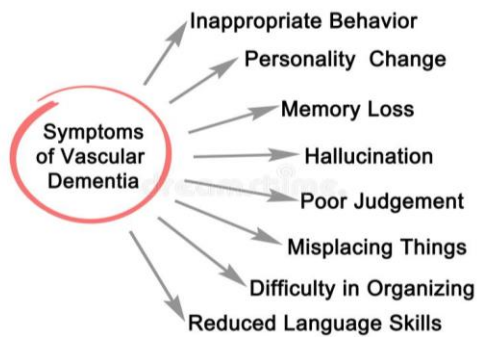 Inappropriate Behavior
Personality Change
Memory Loss
Symptoms
of Vascular
Dementia
Hallucination
Poor Judgement
Misplacing Things
Difficulty in Organizing
Reduced Language Skills